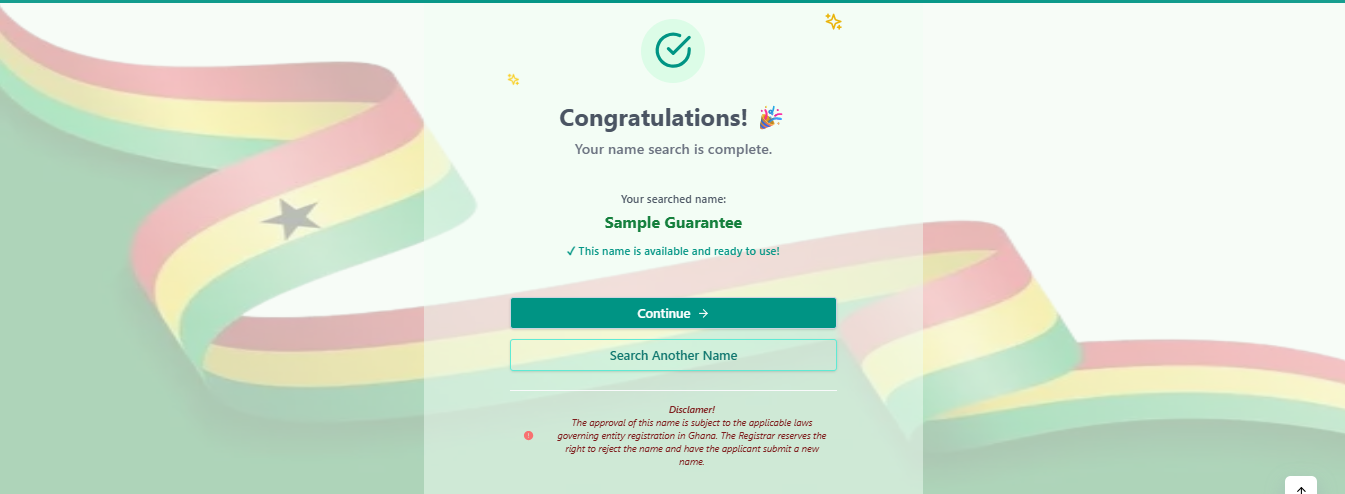 Congratulations! 🎉
Your name search is complete.
Your searched name:
Sample Guarantee
✓ This name is available and ready to use!
Continue →
Search Another Name
Disclamer!
The approval of this name is subject to the applicable laws
governing entity registration in Ghana. The Registrar reserves the
right to reject the name and have the applicant submit a new
name.